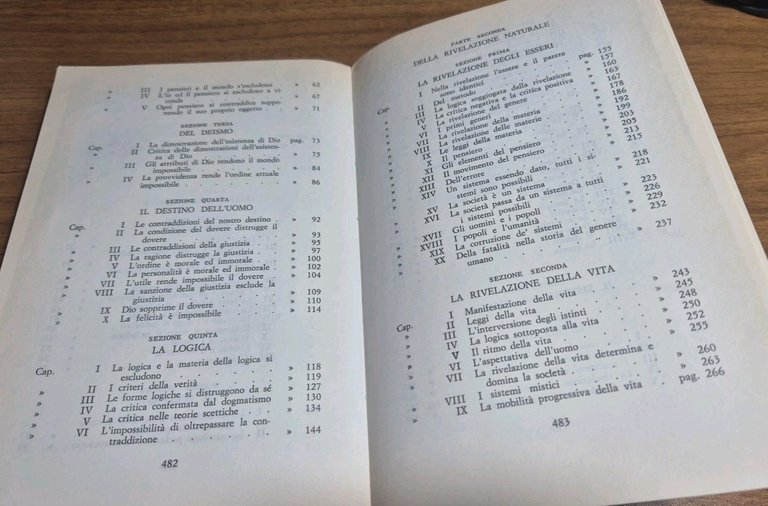 III I pensieri e il mondo s'escludono » 62
IV L'io ed il pensiero si escludono a vi-
cenda » 67
V Ogni pensiero si contraddice suppo-
nendo il suo proprio oggetto » 71
SEZIONE TERZA
DEL DEISMO
Cap. I La dimostrazione dell'esistenza di Dio pag. 73
» II Critica delle dimostrazioni dell'esisten-
za di Dio » 75
» III Gli attributi di Dio rendono il mondo
impossibile » 84
» IV La provvidenza rende l'ordine attuale
impossibile » 86
SEZIONE QUARTA
IL DESTINO DELL'UOMO
Cap. I Le contraddizioni del nostro destino » 92
» II La condizione del dovere distrugge il
dovere » 93
» III Le contraddizioni della giustizia » 95
» IV La ragione distrugge la giustizia » 97
» V L'ordine è morale ed immorale » 100
» VI La personalità è morale ed immorale » 102
» VII L'utile rende impossibile il dovere » 104
» VIII La sanzione della giustizia esclude la
giustizia » 109
» IX Dio sopprime il dovere » 110
» X La felicità è impossibile » 114
SEZIONE QUINTA
LA LOGICA
Cap. I La logica e la materia della logica si
escludono » 118
» II I criteri della verità » 119
» III Le forme logiche si distruggono da sé » 127
» IV La critica confermata dal dogmatismo » 130
» V La critica nelle teorie scettiche » 134
» VI L'impossibilità di oltrepassare la con-
traddizione » 144
482
PARTE SECONDA
DELLA RIVELAZIONE NATURALE
SEZIONE PRIMA
LA RIVELAZIONE DEGLI ESSERI
Cap. I Nella rivelazione l'essere e il parere
sono identici pag. 155
» II Del metodo » 160
» III La logica soggiogata dalla rivelazione » 163
» IV La critica negativa e la critica positiva » 167
» V La rivelazione del genere » 178
» VI I primi generi » 186
» VII La rivelazione della materia » 192
» VIII La rivelazione delle materie » 199
» IX Le leggi della materia » 203
» X Il pensiero » 205
» XI Gli elementi del pensiero » 215
» XII Il movimento del pensiero
» XIII Dell'errore » 218
» XIV Un sistema essendo dato, tutti i si-
stemi sono possibili » 221
» XV La società è un sistema » 223
» XVI La società passa da un sistema a tutti
i sistemi possibili » 226
» XVII Gli uomini e i popoli » 229
» XVIII I popoli e l'umanità » 232
» XIX La corruzione de' sistemi
» XX Della fatalità nella storia del genere
umano » 237
SEZIONE SECONDA
LA RIVELAZIONE DELLA VITA
Cap. I Manifestazione della vita » 243
» II Leggi della vita » 245
» III L'intervensione degli istinti » 248
» IV La logica sottoposta alla vita » 250
» V Il ritmo della vita » 252
» VI L'aspettativa dell'uomo » 255
» VII La rivelazione della vita determina e
domina la società » 260
» VIII I sistemi mistici » 263
» IX La mobilità progressiva della vita pag. 266
483